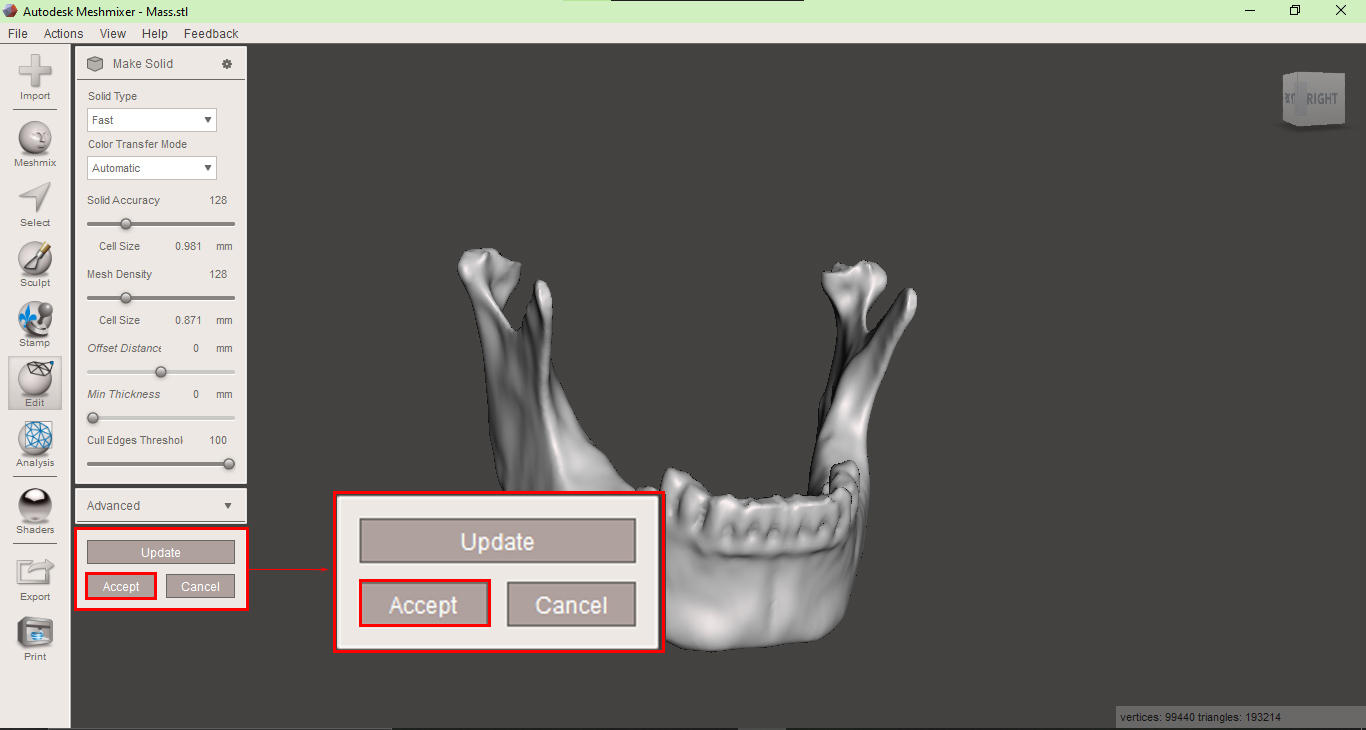 Autodesk Meshmixer - Mass.stl
File Actions View Help Feedback
Import
Meshmix
Select
Sculpt
Stamp
Edit
Analysis
Shaders
Export
Print
Make Solid
Solid Type
Fast
Color Transfer Mode
Automatic
Solid Accuracy 128
Cell Size 0.981 mm
Mesh Density 128
Cell Size 0.871 mm
Offset Distance 0 mm
Min Thickness 0 mm
Cull Edges Threshol 100
Advanced
Update
Accept Cancel
Update
Accept Cancel
RIGHT
vertices: 99440 triangles: 193214